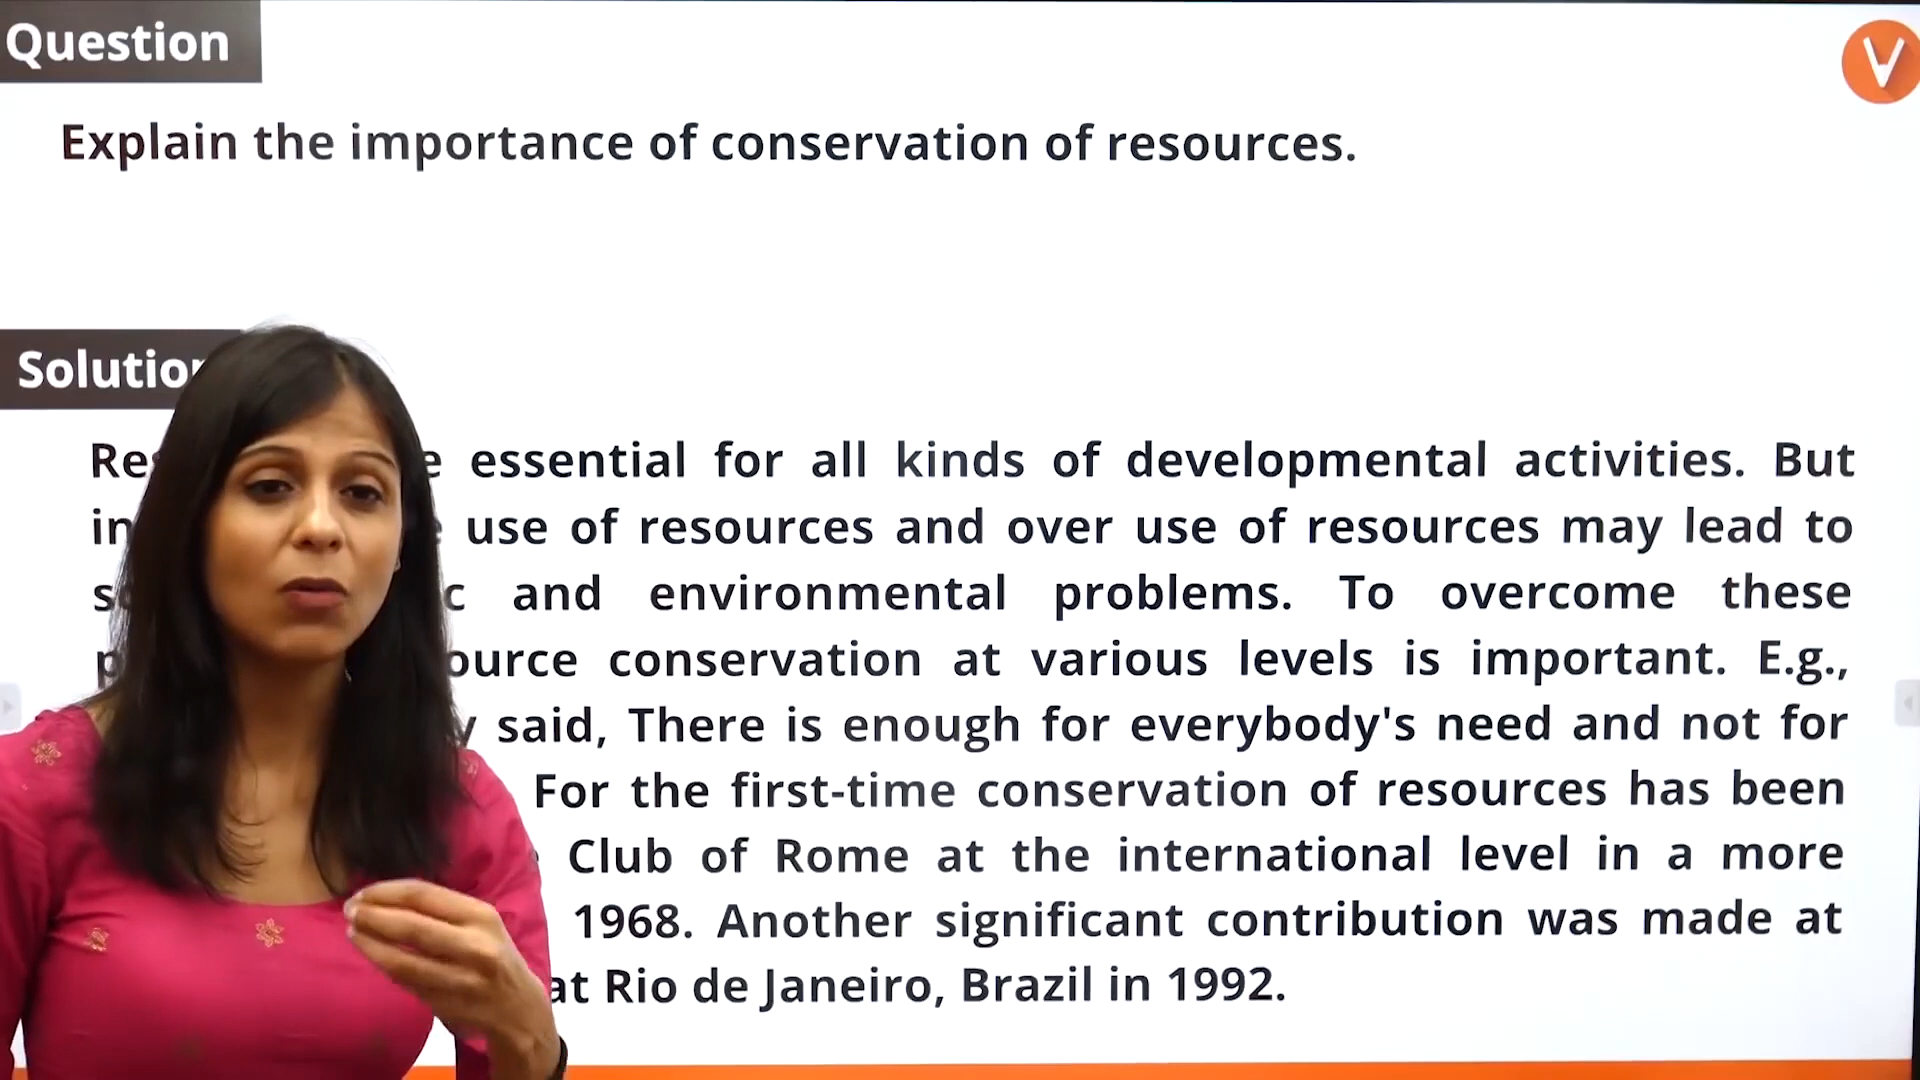 Question
Explain the importance of conservation of resources.
essential for all kinds of developmental activities. But
use of resources and over use of resources may lead to
and environmental problems. To overcome these
conservation at various levels is important. E.g.,
said, There is enough for everybody's need and not for
For the first-time conservation of resources has been
Club of Rome at the international level in a more
1968. Another significant contribution was made at
at Rio de Janeiro, Brazil in 1992.